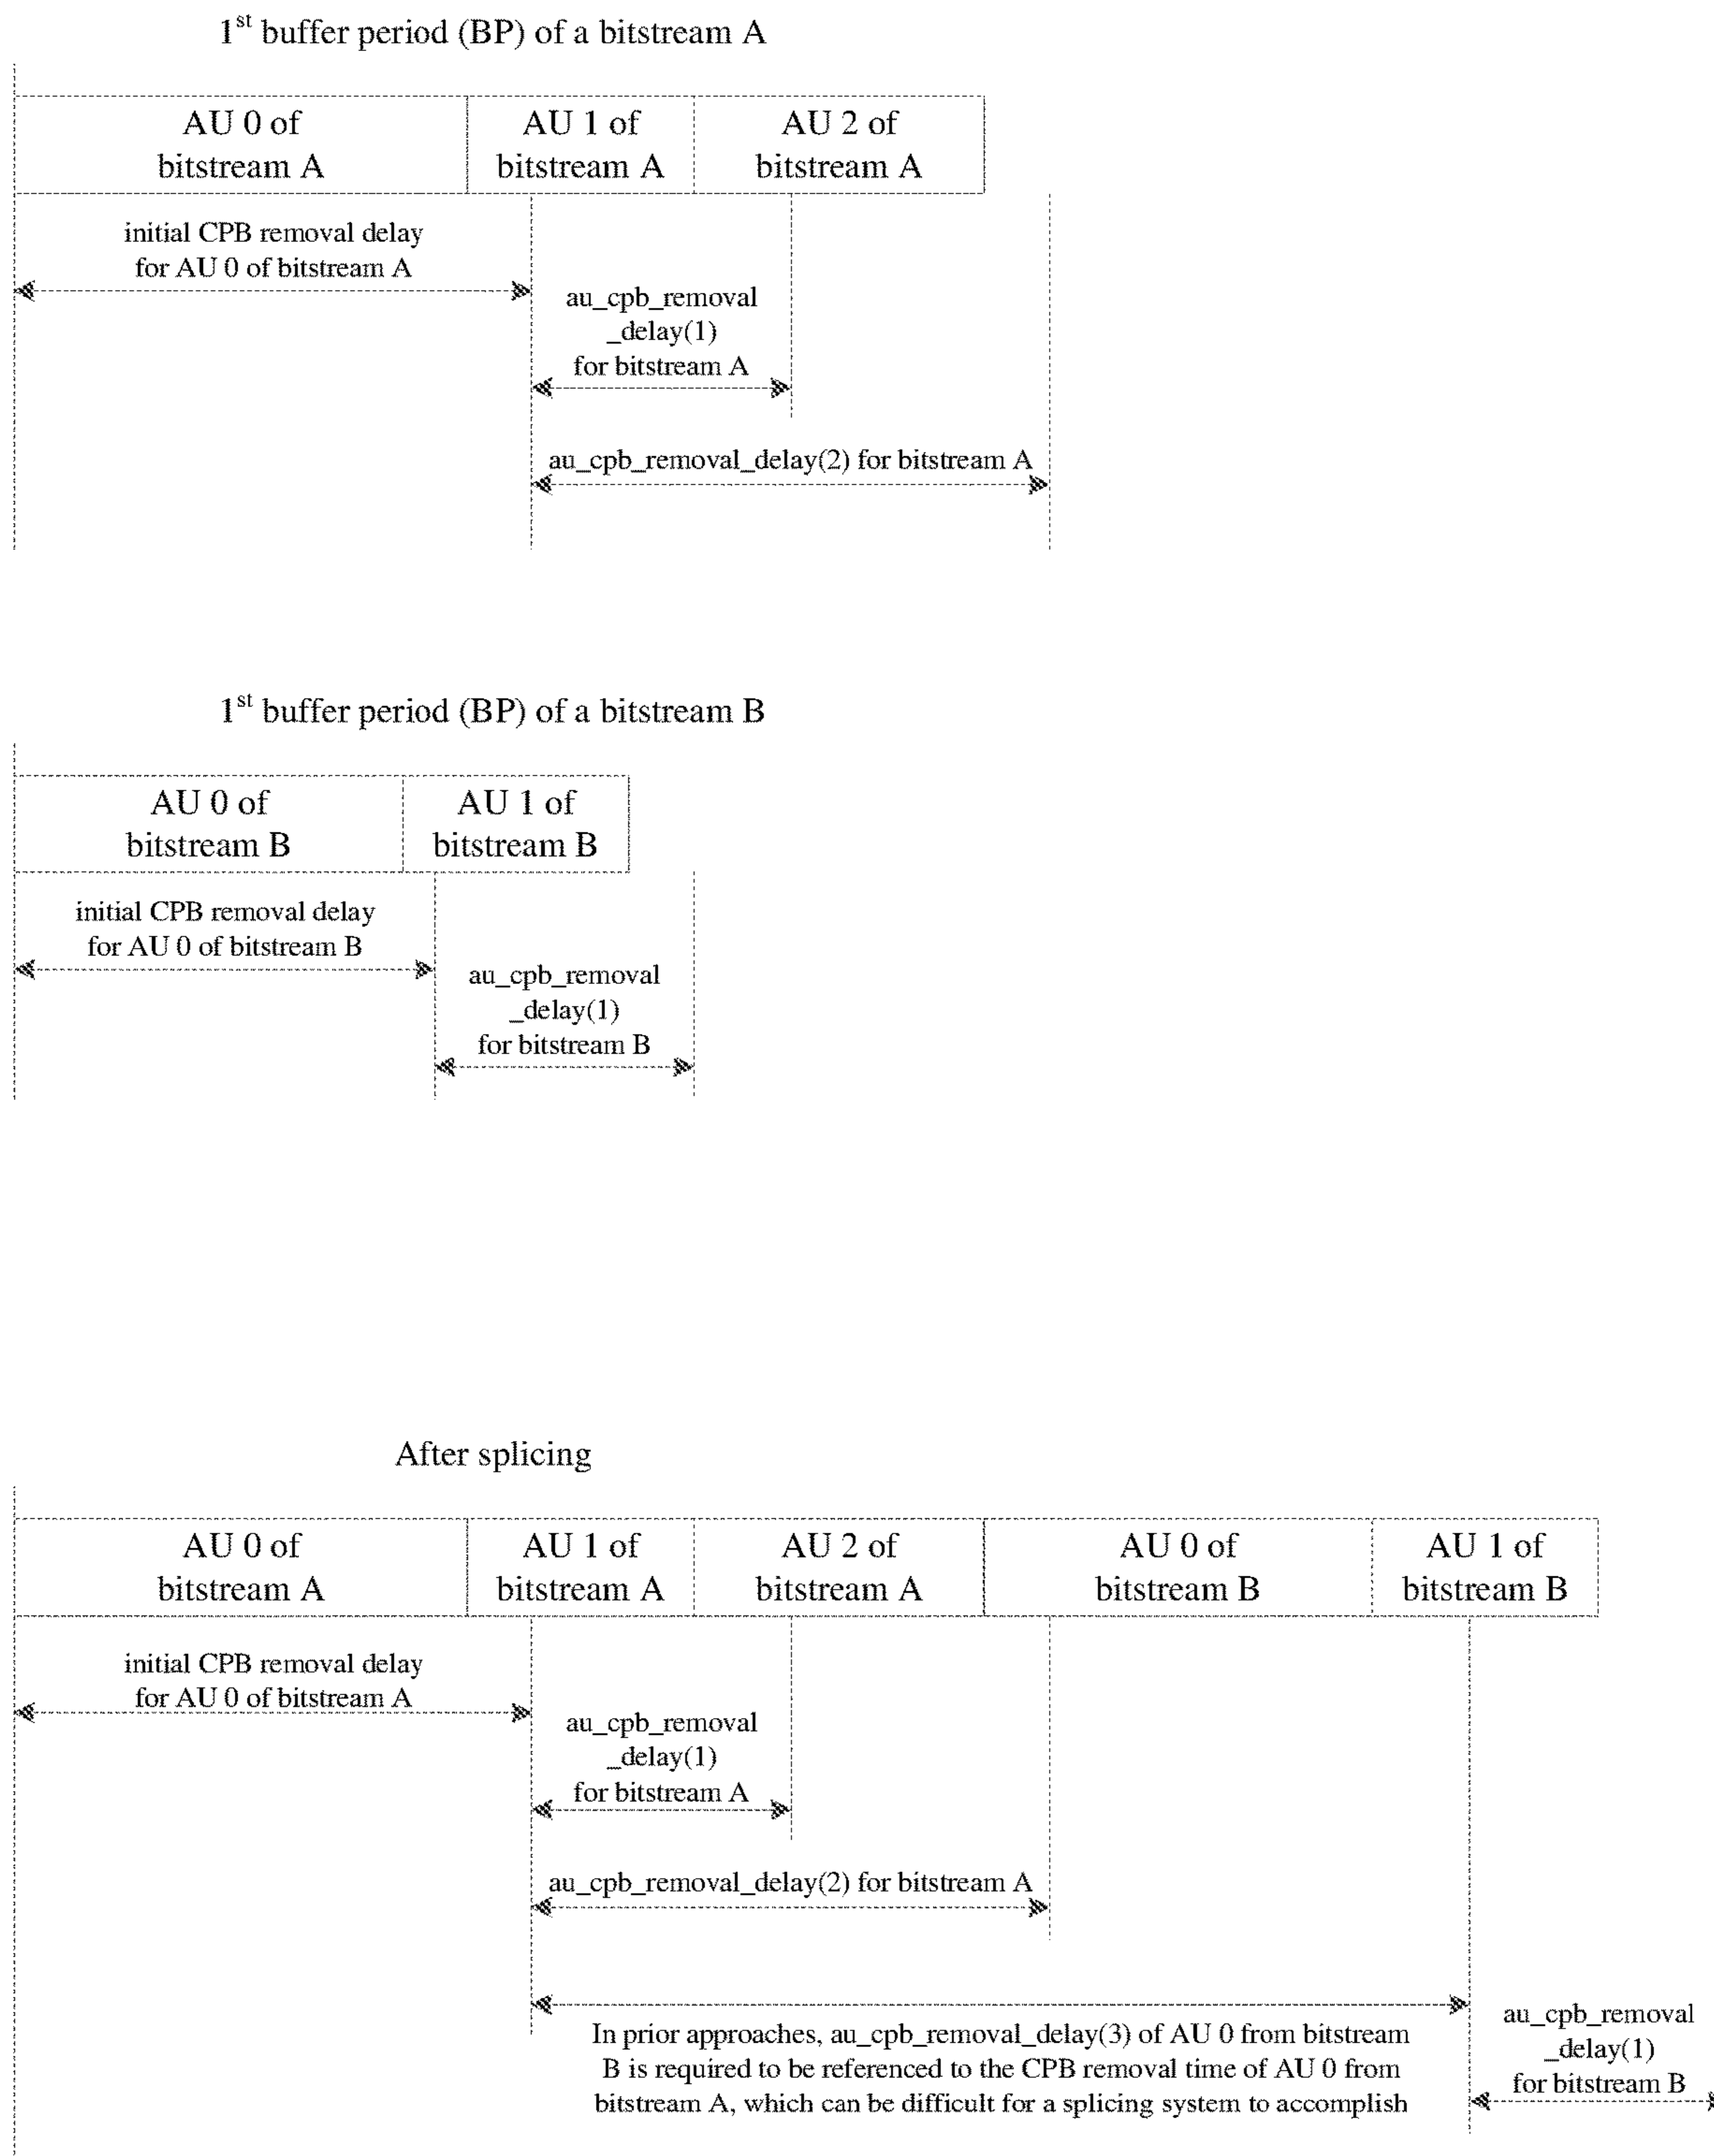 1st buffer period (BP) of a bitstream A
AU 0 of
bitstream A
AU 1 of
bitstream A
AU 2 of
bitstream A
initial CPB removal delay
for AU 0 of bitstream A
au_cpb_removal
_delay(1)
for bitstream A
au_cpb_removal_delay(2) for bitstream A
1st buffer period (BP) of a bitstream B
AU 0 of
bitstream B
AU 1 of
bitstream B
initial CPB removal delay
for AU 0 of bitstream B
au_cpb_removal
_delay(1)
for bitstream B
After splicing
AU 0 of
bitstream A
AU 1 of
bitstream A
AU 2 of
bitstream A
AU 0 of
bitstream B
AU 1 of
bitstream B
initial CPB removal delay
for AU 0 of bitstream A
au_cpb_removal
_delay(1)
for bitstream A
au_cpb_removal_delay(2) for bitstream A
In prior approaches, au_cpb_removal_delay(3) of AU 0 from bitstream
B is required to be referenced to the CPB removal time of AU 0 from
bitstream A, which can be difficult for a splicing system to accomplish
au_cpb_removal
_delay(1)
for bitstream B